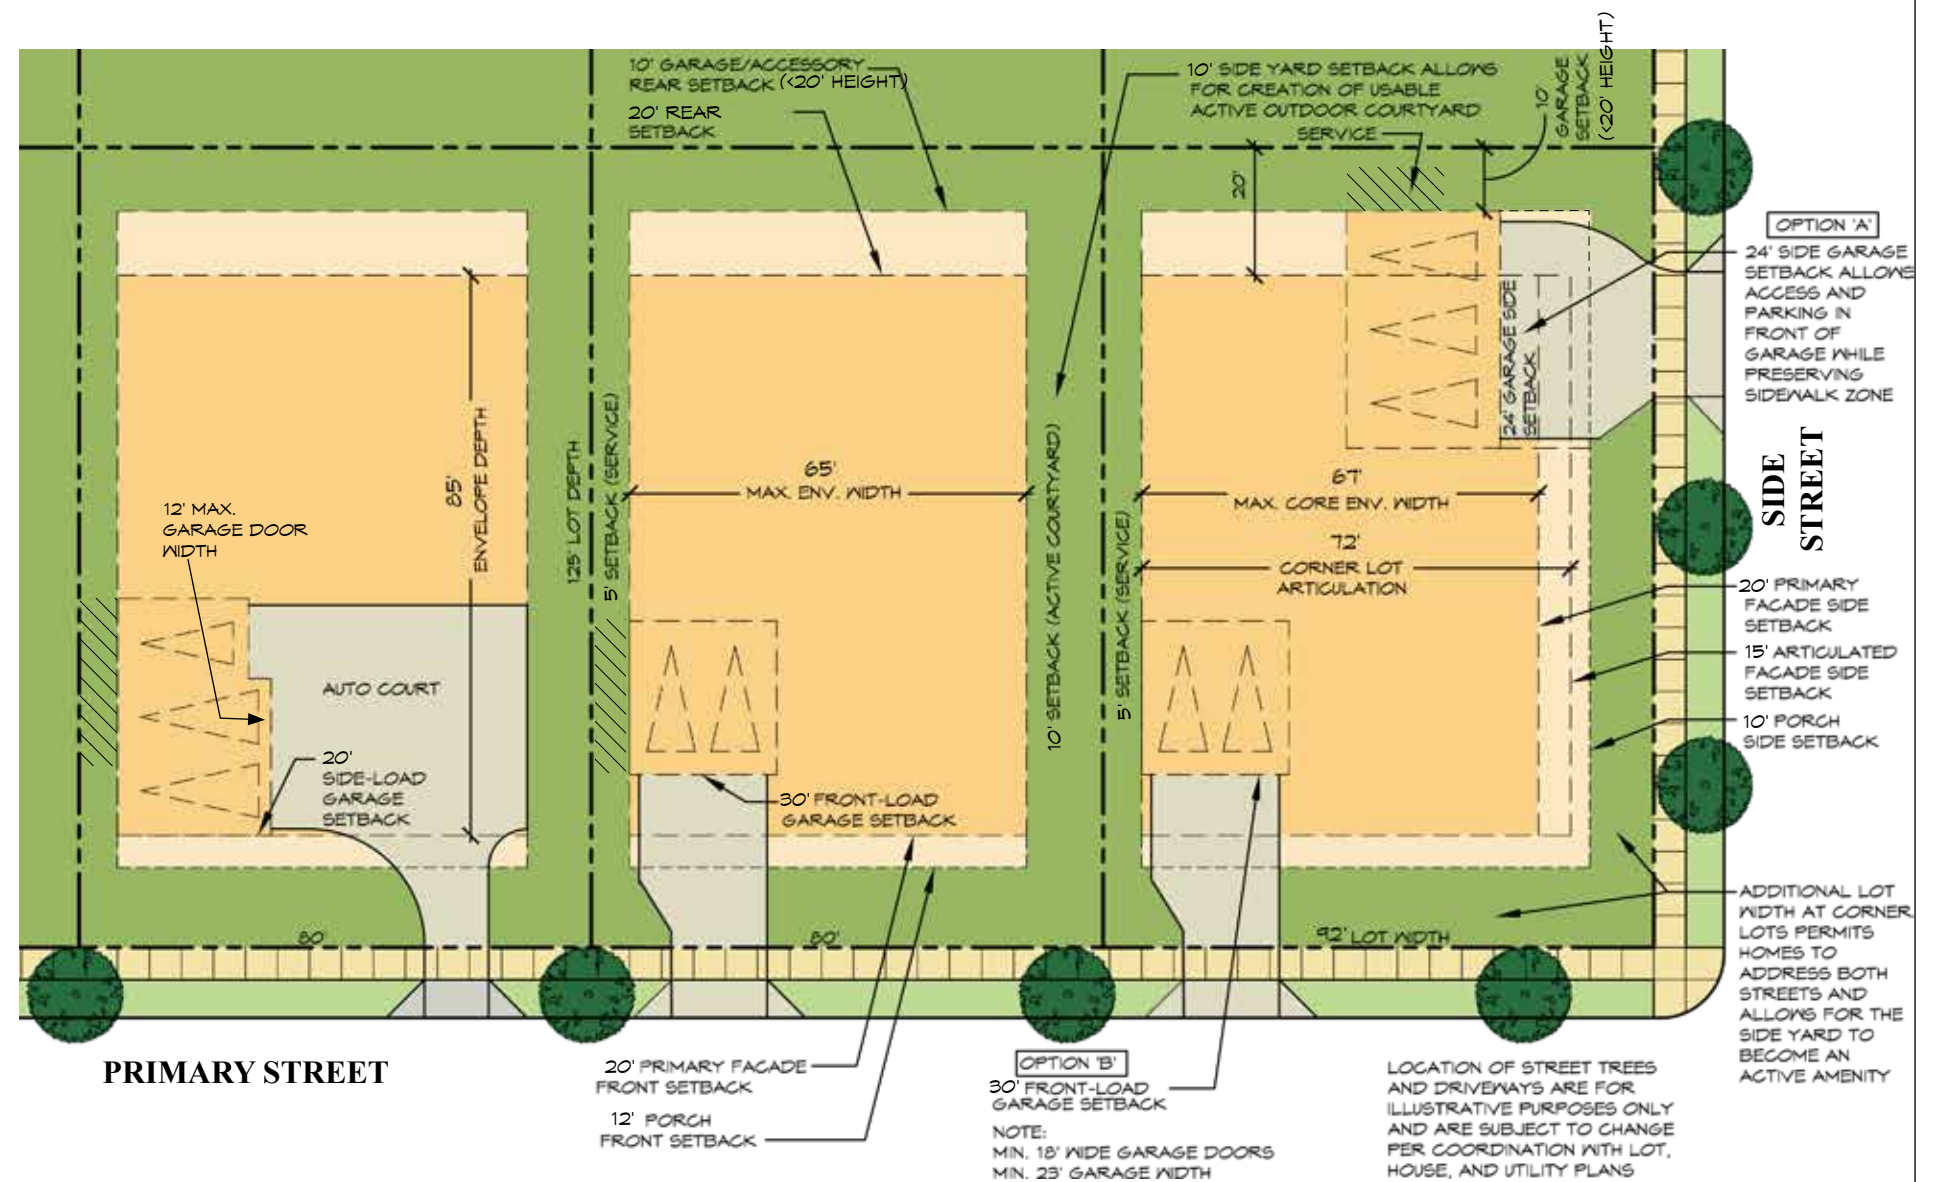 10' GARAGE/ACCESSORY
REAR SETBACK (<20' HEIGHT)
20' REAR
SETBACK
10' SIDE YARD SETBACK ALLOWS
FOR CREATION OF USABLE
ACTIVE OUTDOOR COURTYARD
SERVICE
10'
GARAGE
SETBACK
(<20' HEIGHT)
20'
OPTION 'A'
24' SIDE GARAGE
SETBACK ALLOWS
ACCESS AND
PARKING IN
FRONT OF
GARAGE WHILE
PRESERVING
SIDEWALK ZONE
24' GARAGE SIDE
SETBACK
SIDE
STREET
85'
ENVELOPE DEPTH
125' LOT DEPTH
5' SETBACK (SERVICE)
65'
MAX. ENV. WIDTH
10' SETBACK (ACTIVE COURTYARD)
5' SETBACK (SERVICE)
67'
MAX. CORE ENV. WIDTH
72'
CORNER LOT
ARTICULATION
12' MAX.
GARAGE DOOR
WIDTH
AUTO COURT
20'
SIDE-LOAD
GARAGE
SETBACK
30' FRONT-LOAD
GARAGE SETBACK
20' PRIMARY
FACADE SIDE
SETBACK
15' ARTICULATED
FACADE SIDE
SETBACK
10' PORCH
SIDE SETBACK
ADDITIONAL LOT
WIDTH AT CORNER
LOTS PERMITS
HOMES TO
ADDRESS BOTH
STREETS AND
ALLOWS FOR THE
SIDE YARD TO
BECOME AN
ACTIVE AMENITY
80'
80'
92' LOT WIDTH
PRIMARY STREET
20' PRIMARY FACADE
FRONT SETBACK
12' PORCH
FRONT SETBACK
OPTION 'B'
30' FRONT-LOAD
GARAGE SETBACK
NOTE:
MIN. 18' WIDE GARAGE DOORS
MIN. 23' GARAGE WIDTH
LOCATION OF STREET TREES
AND DRIVEWAYS ARE FOR
ILLUSTRATIVE PURPOSES ONLY
AND ARE SUBJECT TO CHANGE
PER COORDINATION WITH LOT,
HOUSE, AND UTILITY PLANS